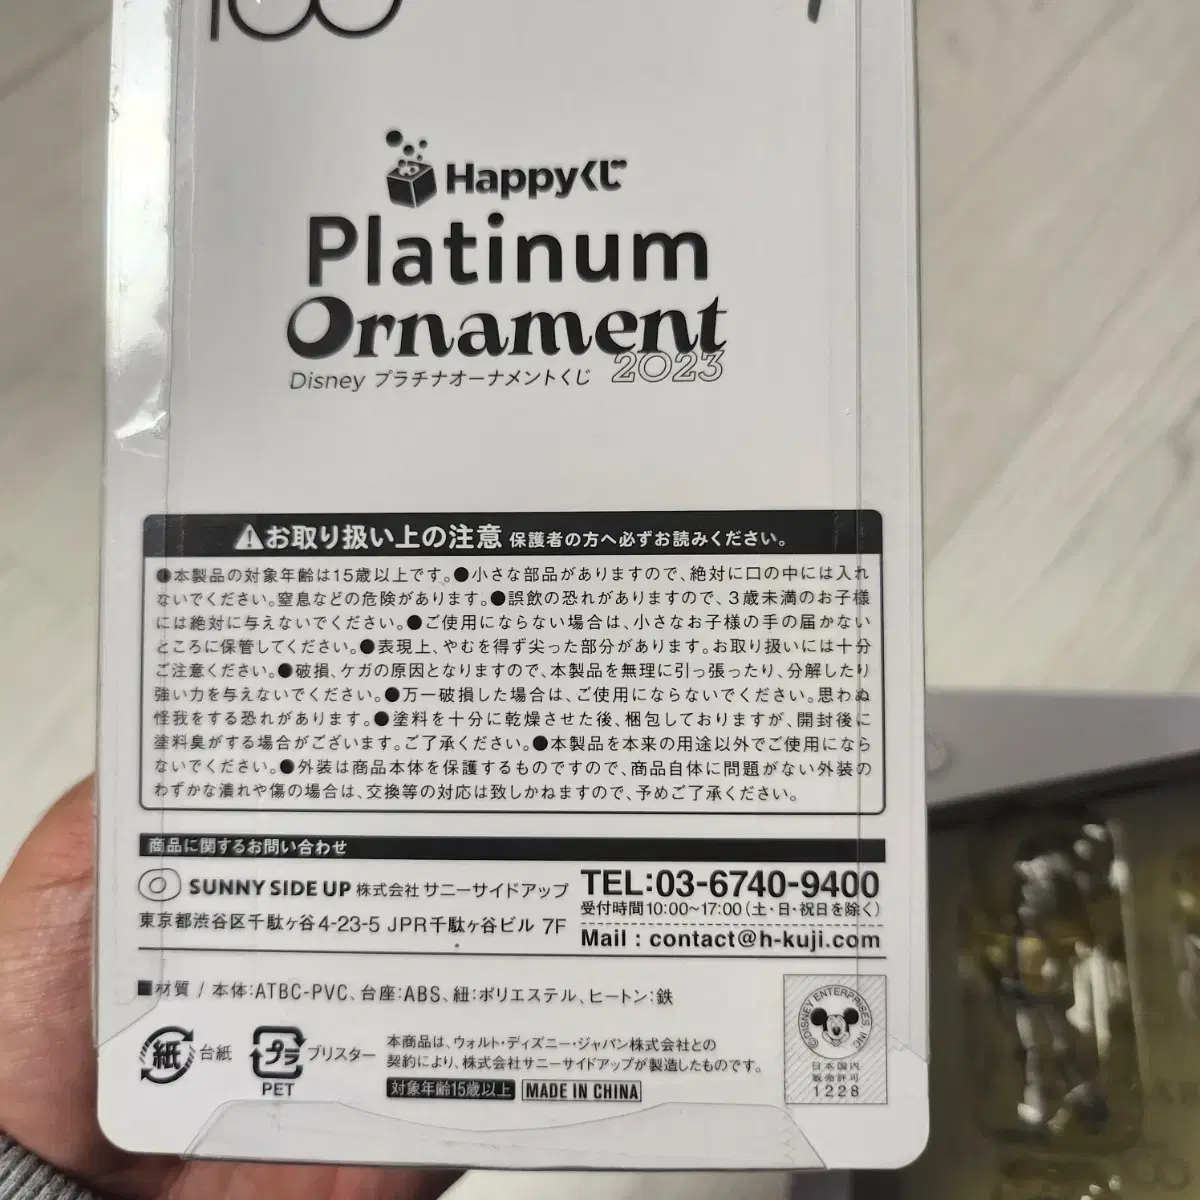 100
Happyくじ
Platinum
Ornament
2023
Disney プラチナオーナメントくじ
お取り扱い上の注意 保護者の方へ必ずお読みください。
●本製品の対象年齢は15歳以上です。●小さな部品がありますので、絶対に口の中には入れ
ないでください。窒息などの危険があります。●誤飲の恐れがありますので、3歳未満のお子様
には絶対に与えないでください。●ご使用にならない場合は、小さなお子様の手の届かない
ところに保管してください。●表現上、やむを得ず尖った部分があります。お取り扱いには十分
ご注意ください。●破損、ケガの原因となりますので、本製品を無理に引っ張ったり、分解したり
強い力を与えないでください。●万一破損した場合は、ご使用にならないでください。思わぬ
怪我をする恐れがあります。●塗料を十分に乾燥させた後、梱包しておりますが、開封後に
塗料臭がする場合がございます。ご了承ください。●本製品を本来の用途以外でご使用になら
ないでください。●外装は商品本体を保護するものですので、商品自体に問題がない外装の
わずかな潰れや傷の場合は、交換等の対応は致しかねますので、予めご了承ください。
商品に関するお問い合わせ
SUNNY SIDE UP 株式会社 サニーサイドアップ
東京都渋谷区千駄ヶ谷4-23-5 JPR千駄ヶ谷ビル 7F
TEL:03-6740-9400
受付時間10:00~17:00(土・日・祝日を除く)
Mail : contact@h-kuji.com
■材質 / 本体:ATBC-PVC、台座:ABS、紐:ポリエステル、ヒートン:鉄
紙 台紙
プラ ブリスター
PET
本商品は、ウォルト・ディズニー・ジャパン株式会社との
契約により、株式会社サニーサイドアップが製造したものです。
対象年齢15歳以上 MADE IN CHINA
©DISNEY ENTERPRISES, INC.
日本国内
販売許可
1228